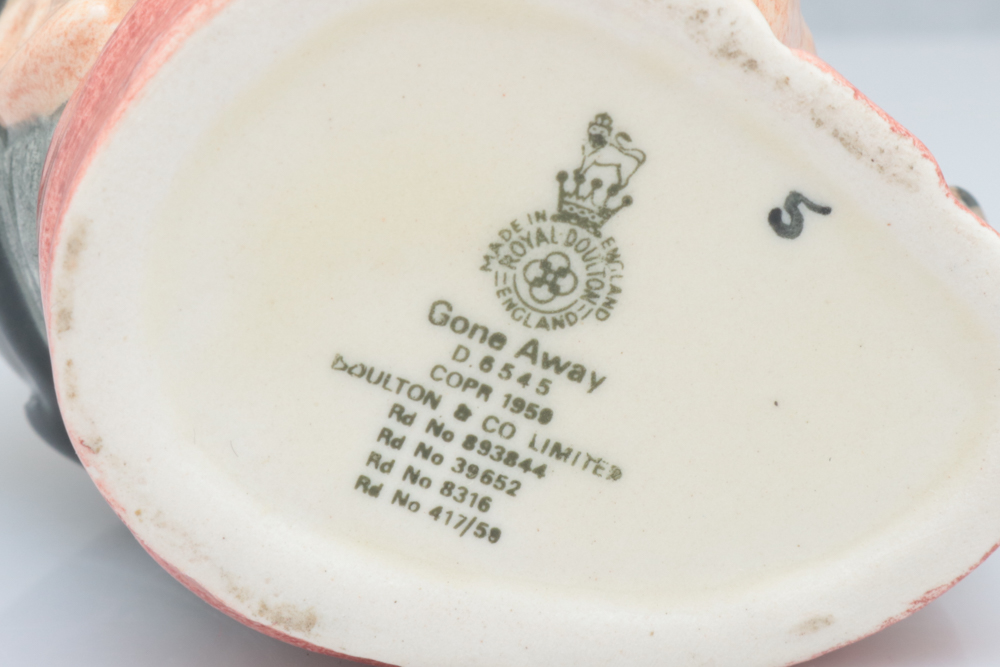 MADE IN ENGLAND
ROYAL DOULTON
ENGLAND
Gone Away
D.6545
COPR 1959
DOULTON & CO LIMITED
Rd No 893844
Rd No 39652
Rd No 8316
Rd No 417/59
5